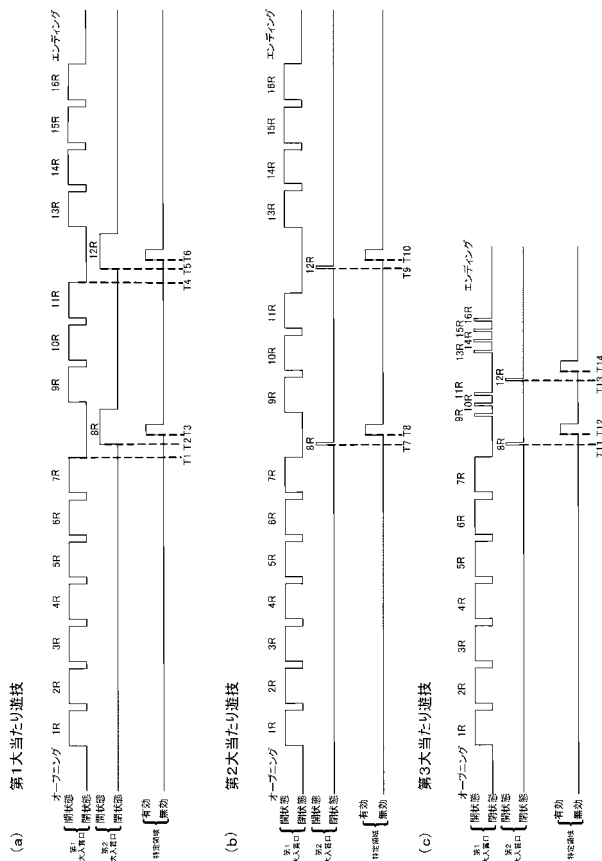 (a) 第1大当たり遊技
オープニング 1R 2R 3R 4R 5R 6R 7R 9R 10R 11R 13R 14R 15R 16R エンディング
第1大入賞口 { 開状態 閉状態
第2大入賞口 { 開状態 閉状態
8R 12R
特定領域 { 有効 無効
T1 T2 T3 T4 T5 T6
(b) 第2大当たり遊技
オープニング 1R 2R 3R 4R 5R 6R 7R 9R 10R 11R 13R 14R 15R 16R エンディング
第1大入賞口 { 開状態 閉状態
第2大入賞口 { 開状態 閉状態
8R 12R
特定領域 { 有効 無効
T7 T8 T9 T10
(c) 第3大当たり遊技
オープニング 1R 2R 3R 4R 5R 6R 7R 9R 10R 11R 13R 14R 15R 16R エンディング
第1大入賞口 { 開状態 閉状態
第2大入賞口 { 開状態 閉状態
8R 12R
特定領域 { 有効 無効
T11 T12 T13 T14